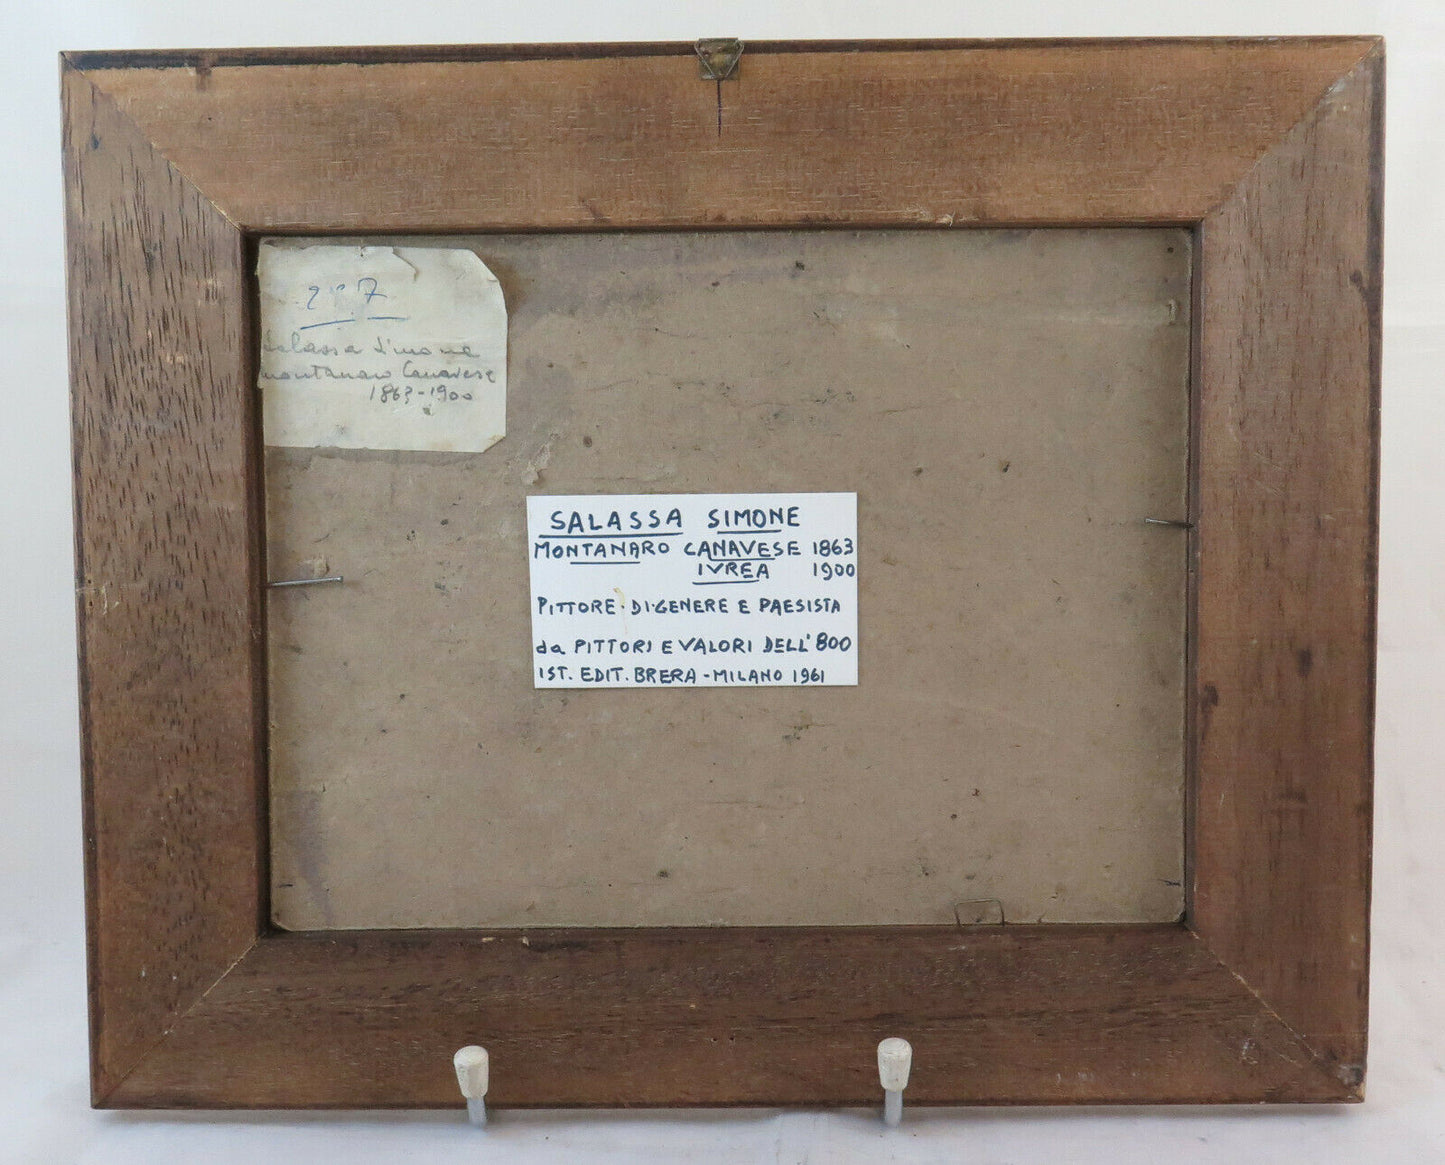 7
Salassa Simone
montanaro Canavese
1863-1900
SALASSA SIMONE
MONTANARO CANAVESE 1863
IVREA 1900
PITTORE·DI·GENERE E PAESISTA
da PITTORI E VALORI DELL'800
IST. EDIT. BRERA - MILANO 1961